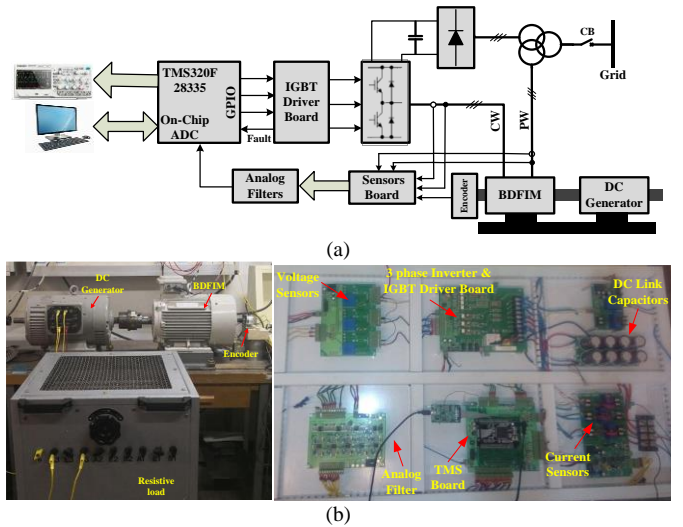 TMS320F
28335
GPIO
On-Chip
ADC
IGBT
Driver
Board
Fault
CB
Grid
CW
PW
Analog
Filters
Sensors
Board
Encoder
BDFIM
DC
Generator
(a)
DC
Generator
BDFIM
Encoder
Resistive
load
Voltage
Sensors
3 phase Inverter &
IGBT Driver Board
DC Link
Capacitors
Analog
Filter
TMS
Board
Current
Sensors
(b)